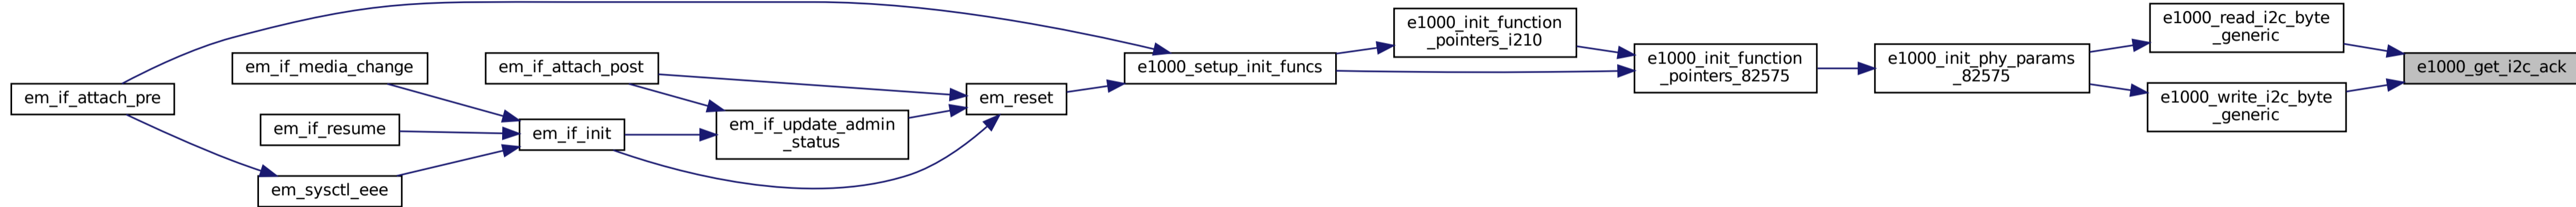 em_if_attach_pre
em_if_media_change
em_if_resume
em_sysctl_eee
em_if_attach_post
em_if_init
em_if_update_admin
_status
em_reset
e1000_setup_init_funcs
e1000_init_function
_pointers_i210
e1000_init_function
_pointers_82575
e1000_init_phy_params
_82575
e1000_read_i2c_byte
_generic
e1000_write_i2c_byte
_generic
e1000_get_i2c_ack